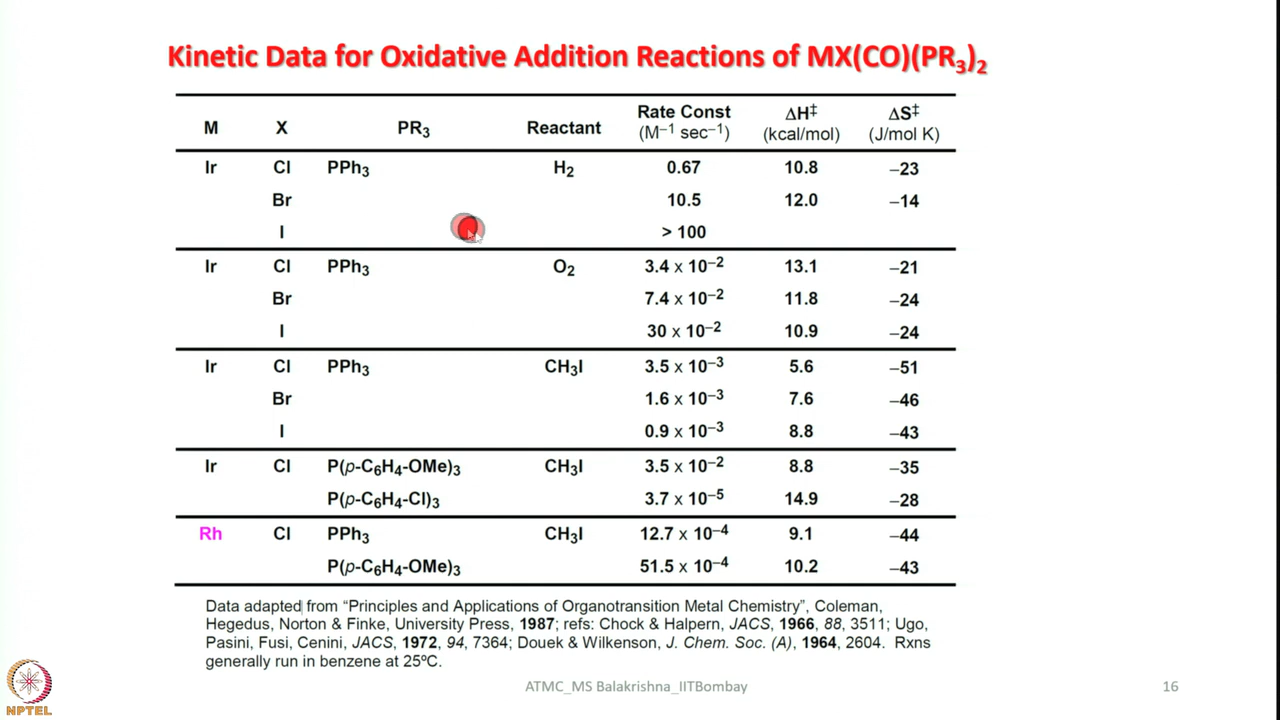 Kinetic Data for Oxidative Addition Reactions of MX(CO)(PR₃)₂
M X PR₃ Reactant Rate Const (M⁻¹ sec⁻¹) ΔH‡ (kcal/mol) ΔS‡ (J/mol K)
Ir Cl PPh₃ H₂ 0.67 10.8 –23
Br 10.5 12.0 –14
I > 100
Ir Cl PPh₃ O₂ 3.4 x 10⁻² 13.1 –21
Br 7.4 x 10⁻² 11.8 –24
I 30 x 10⁻² 10.9 –24
Ir Cl PPh₃ CH₃I 3.5 x 10⁻³ 5.6 –51
Br 1.6 x 10⁻³ 7.6 –46
I 0.9 x 10⁻³ 8.8 –43
Ir Cl P(p-C₆H₄-OMe)₃ CH₃I 3.5 x 10⁻² 8.8 –35
P(p-C₆H₄-Cl)₃ 3.7 x 10⁻⁵ 14.9 –28
Rh Cl PPh₃ CH₃I 12.7 x 10⁻⁴ 9.1 –44
P(p-C₆H₄-OMe)₃ 51.5 x 10⁻⁴ 10.2 –43
Data adapted from “Principles and Applications of Organotransition Metal Chemistry”, Coleman,
Hegedus, Norton & Finke, University Press, 1987; refs: Chock & Halpern, JACS, 1966, 88, 3511; Ugo,
Pasini, Fusi, Cenini, JACS, 1972, 94, 7364; Douek & Wilkenson, J. Chem. Soc. (A), 1964, 2604. Rxns
generally run in benzene at 25ºC.
NPTEL
ATMC_MS Balakrishna_IITBombay
16